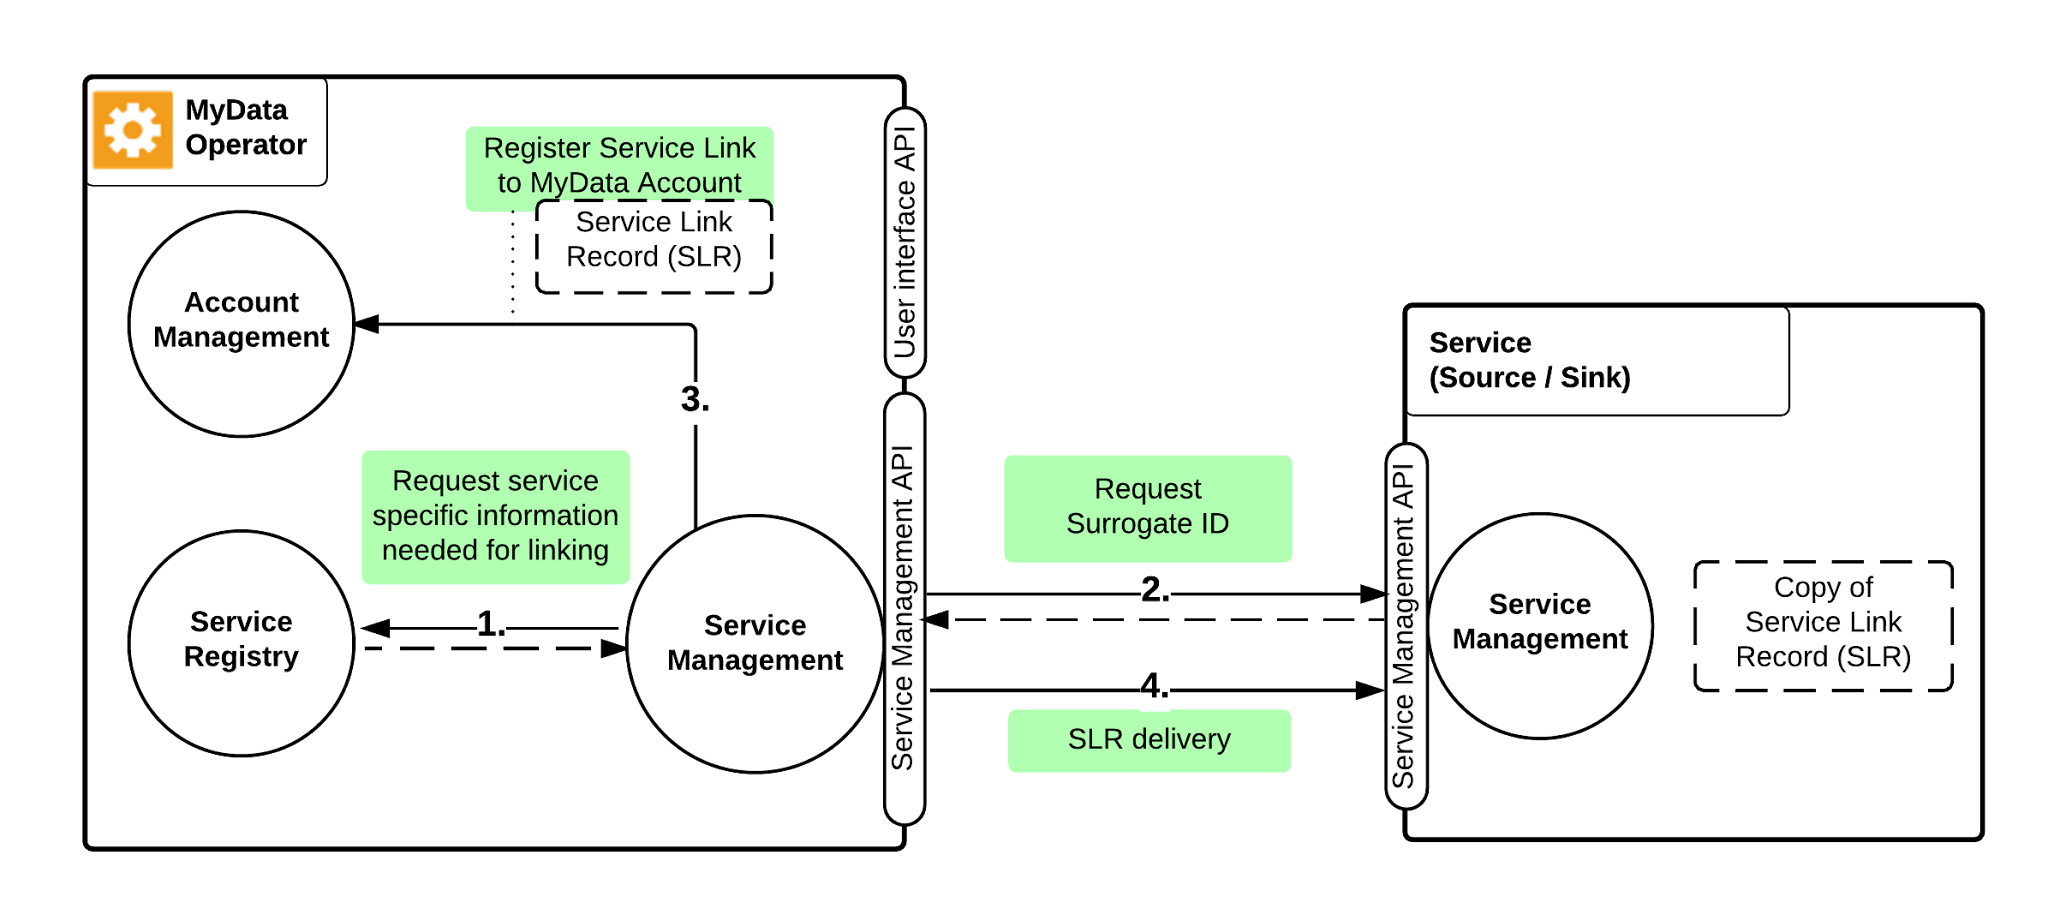 MyData
Operator
Register Service Link
to MyData Account
Service Link
Record (SLR)
User interface API
Account
Management
3.
Request service
specific information
needed for linking
Service
Registry
1.
Service
Management
Service Management API
Request
Surrogate ID
2.
4.
SLR delivery
Service
(Source / Sink)
Service Management API
Service
Management
Copy of
Service Link
Record (SLR)